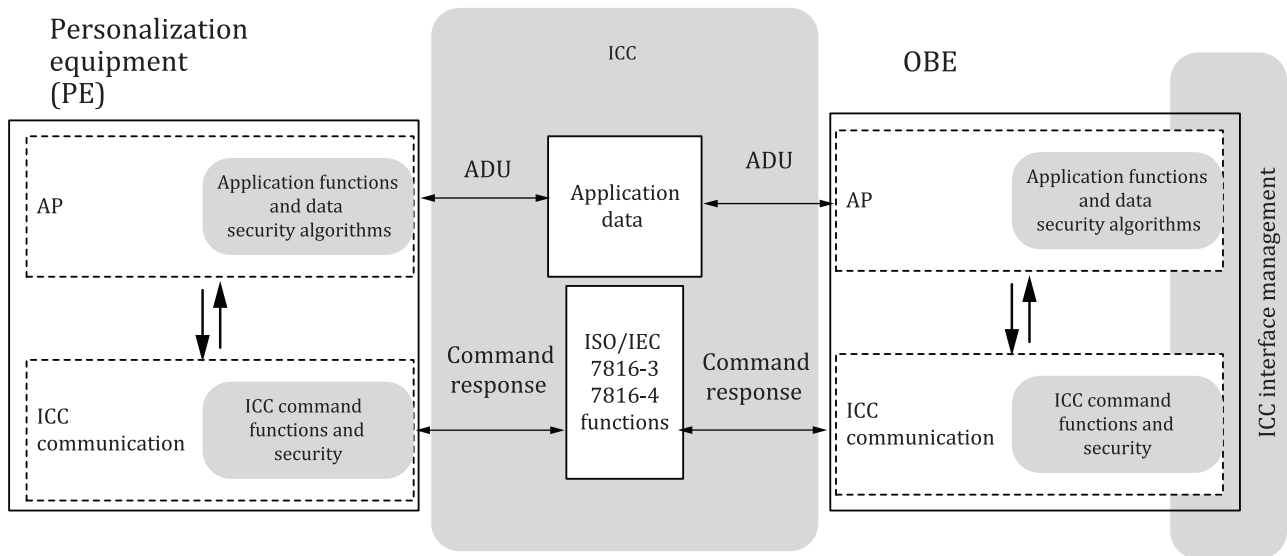 Personalization
equipment
(PE)
AP
Application functions
and data
security algorithms
ICC
communication
ICC command
functions and
security
ICC
ADU
Application
data
ADU
Command
response
ISO/IEC
7816-3
7816-4
functions
Command
response
OBE
AP
Application functions
and data
security algorithms
ICC
communication
ICC command
functions and
security
ICC interface management